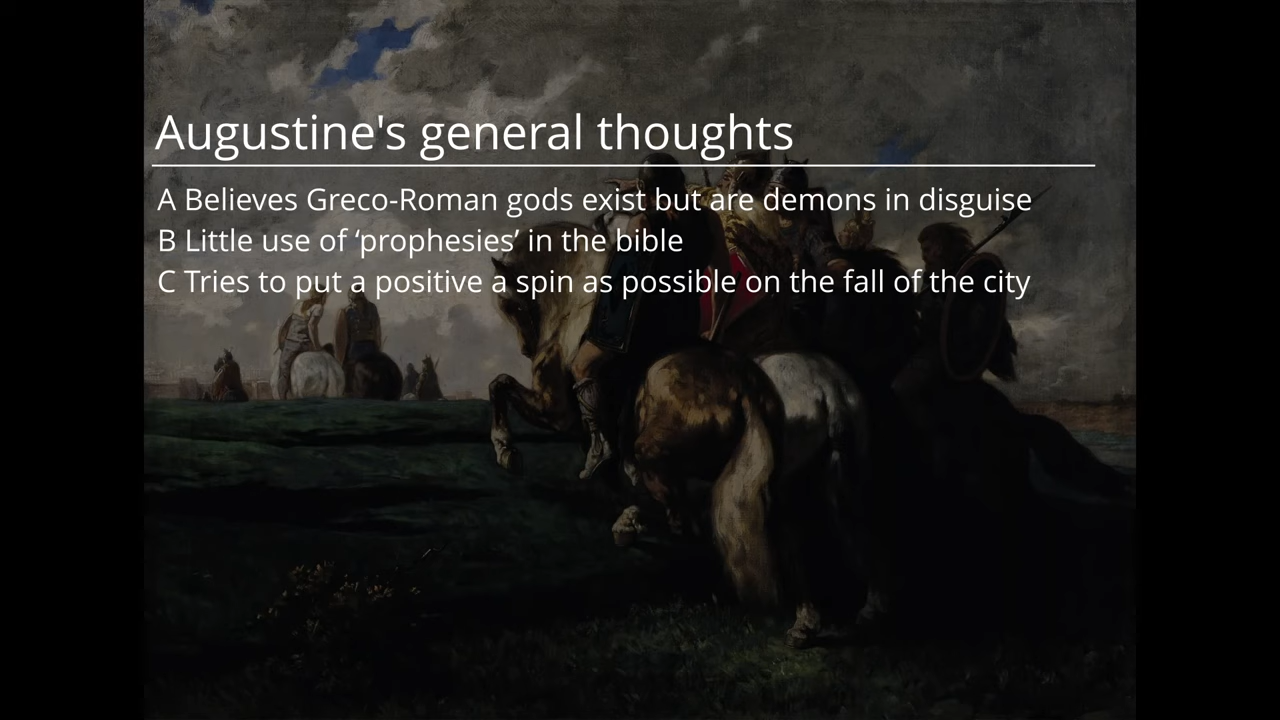 Augustine's general thoughts
A Believes Greco-Roman gods exist but are demons in disguise
B Little use of ‘prophesies’ in the bible
C Tries to put a positive a spin as possible on the fall of the city